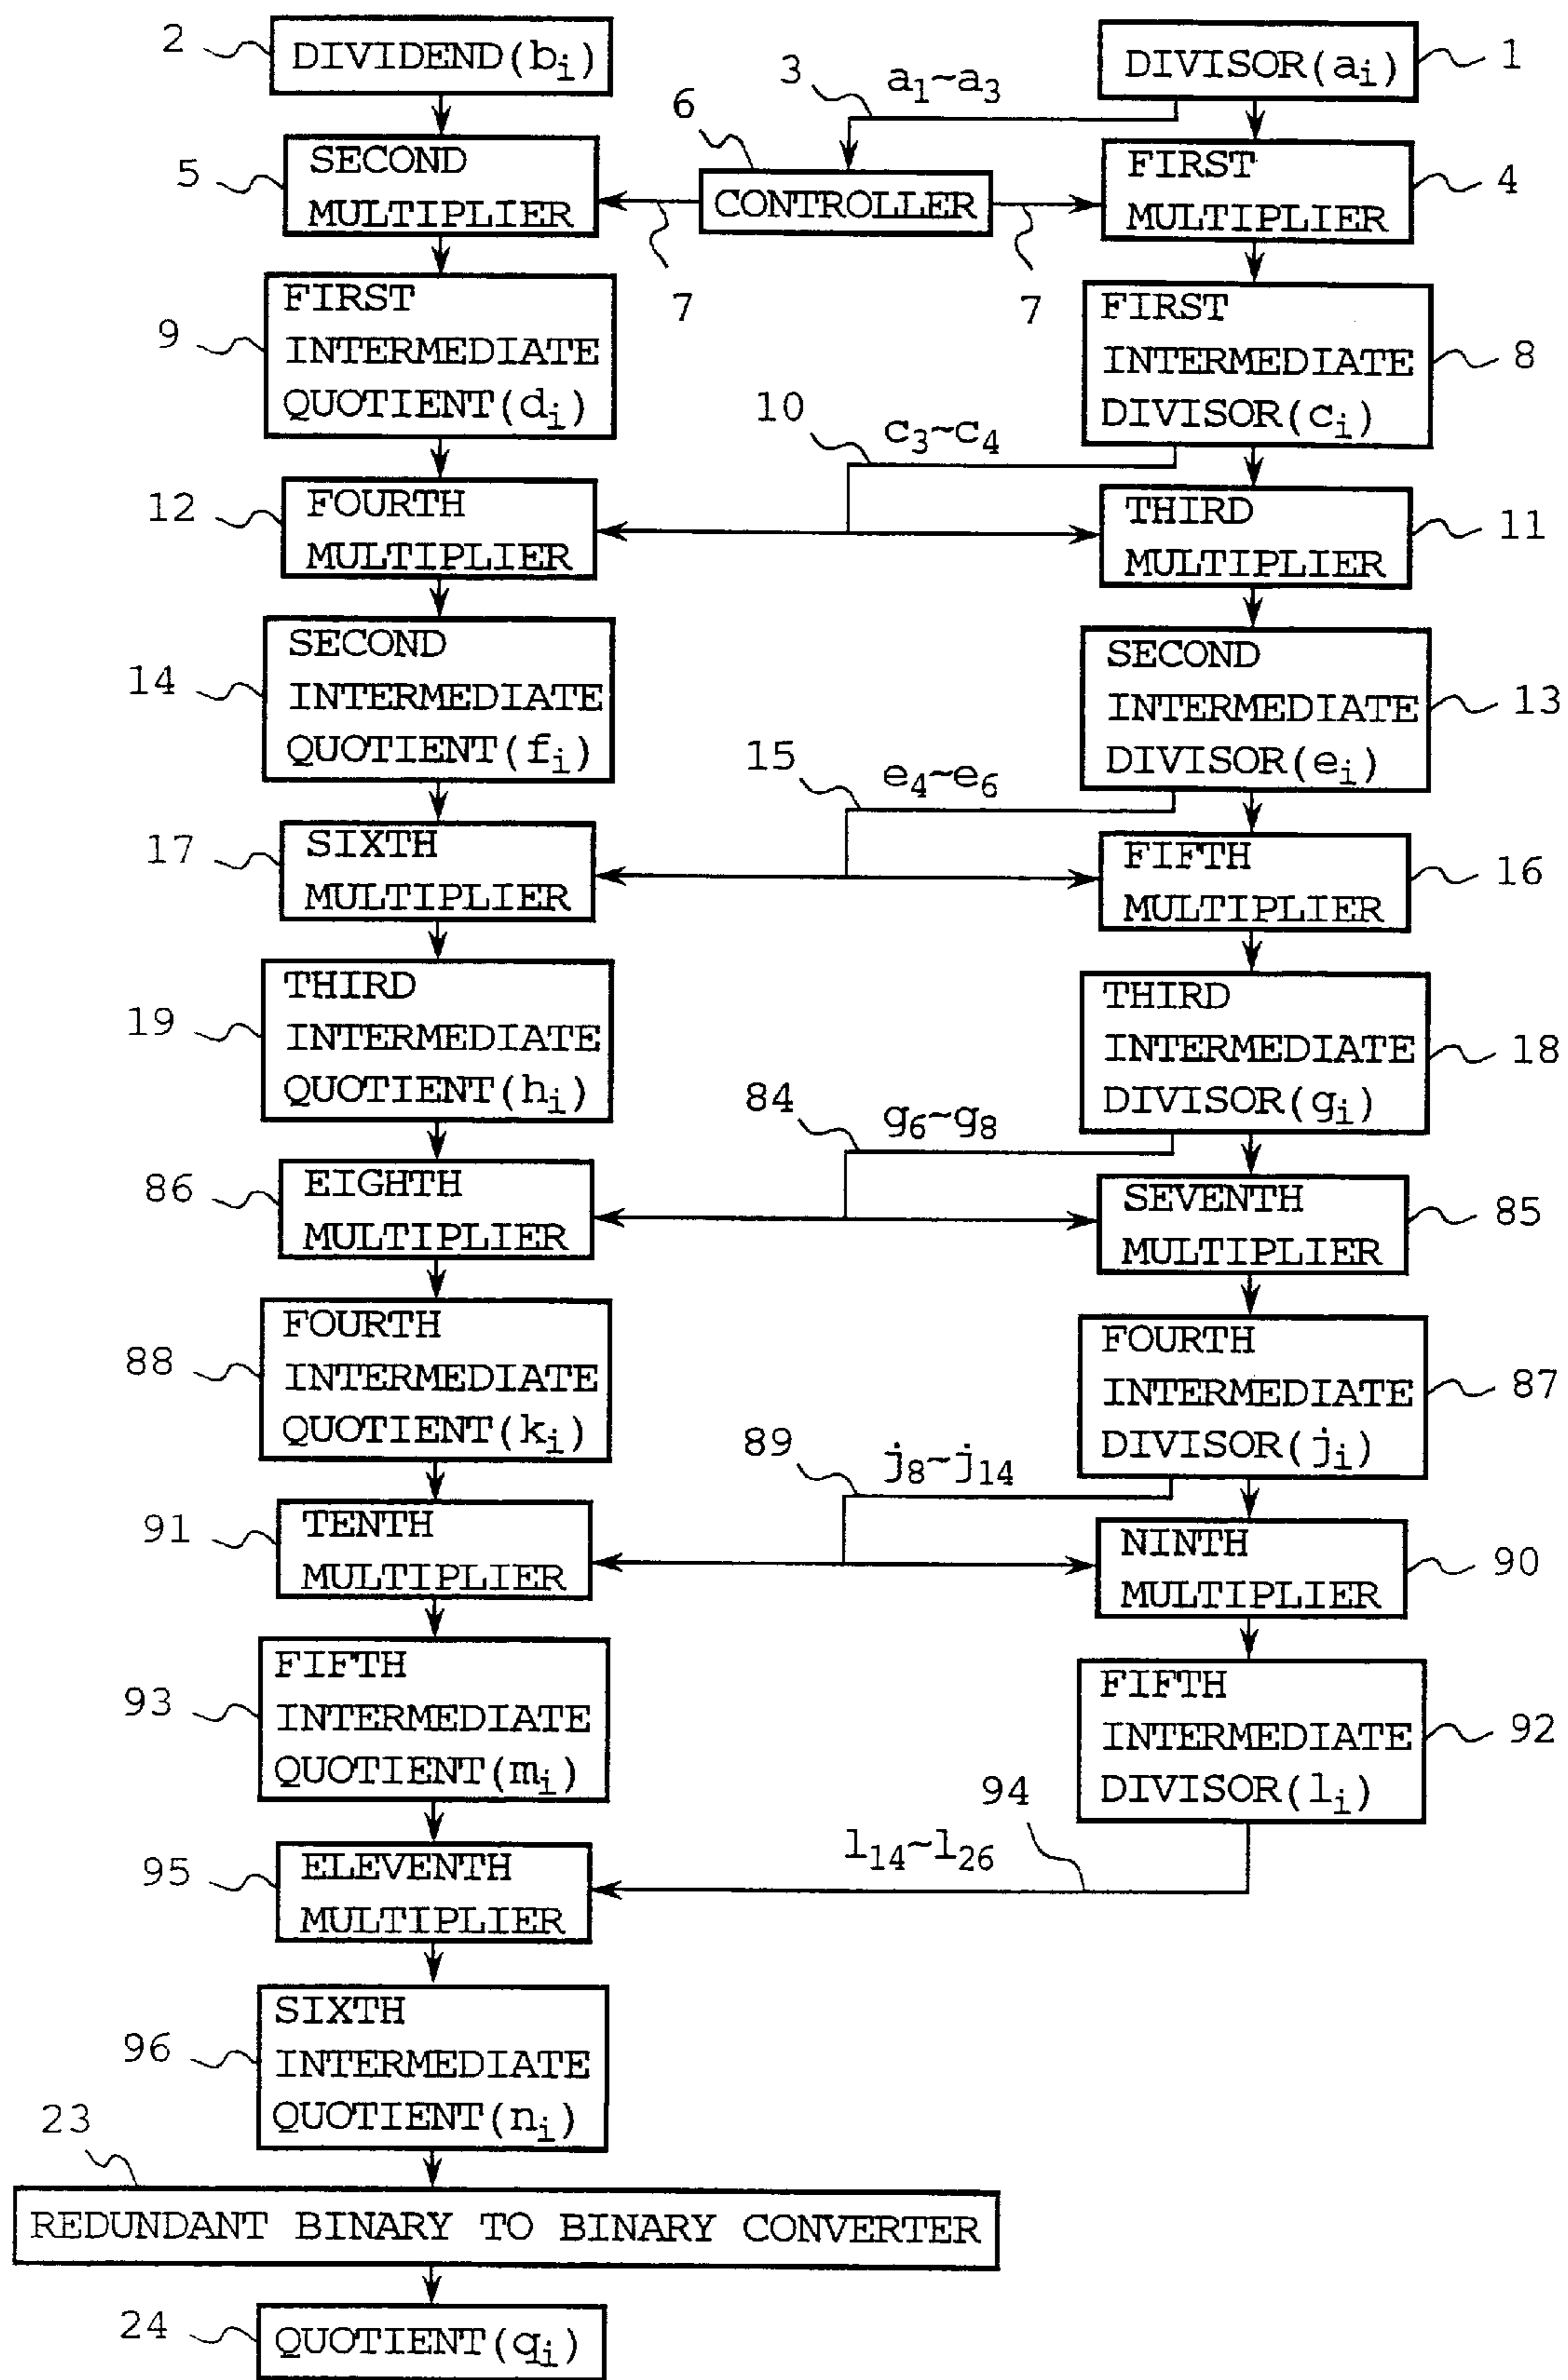 2
DIVIDEND(bi)
DIVISOR(ai)
1
3
a1~a3
6
5
SECOND
MULTIPLIER
CONTROLLER
FIRST
MULTIPLIER
4
7
7
9
FIRST
INTERMEDIATE
QUOTIENT(di)
FIRST
INTERMEDIATE
DIVISOR(ci)
8
10
c3~c4
12
FOURTH
MULTIPLIER
THIRD
MULTIPLIER
11
14
SECOND
INTERMEDIATE
QUOTIENT(fi)
SECOND
INTERMEDIATE
DIVISOR(ei)
13
15
e4~e6
17
SIXTH
MULTIPLIER
FIFTH
MULTIPLIER
16
19
THIRD
INTERMEDIATE
QUOTIENT(hi)
THIRD
INTERMEDIATE
DIVISOR(gi)
18
84
g6~g8
86
EIGHTH
MULTIPLIER
SEVENTH
MULTIPLIER
85
88
FOURTH
INTERMEDIATE
QUOTIENT(ki)
FOURTH
INTERMEDIATE
DIVISOR(ji)
87
89
j8~j14
91
TENTH
MULTIPLIER
NINTH
MULTIPLIER
90
93
FIFTH
INTERMEDIATE
QUOTIENT(mi)
FIFTH
INTERMEDIATE
DIVISOR(li)
92
94
l14~l26
95
ELEVENTH
MULTIPLIER
96
SIXTH
INTERMEDIATE
QUOTIENT(ni)
23
REDUNDANT BINARY TO BINARY CONVERTER
24
QUOTIENT(qi)